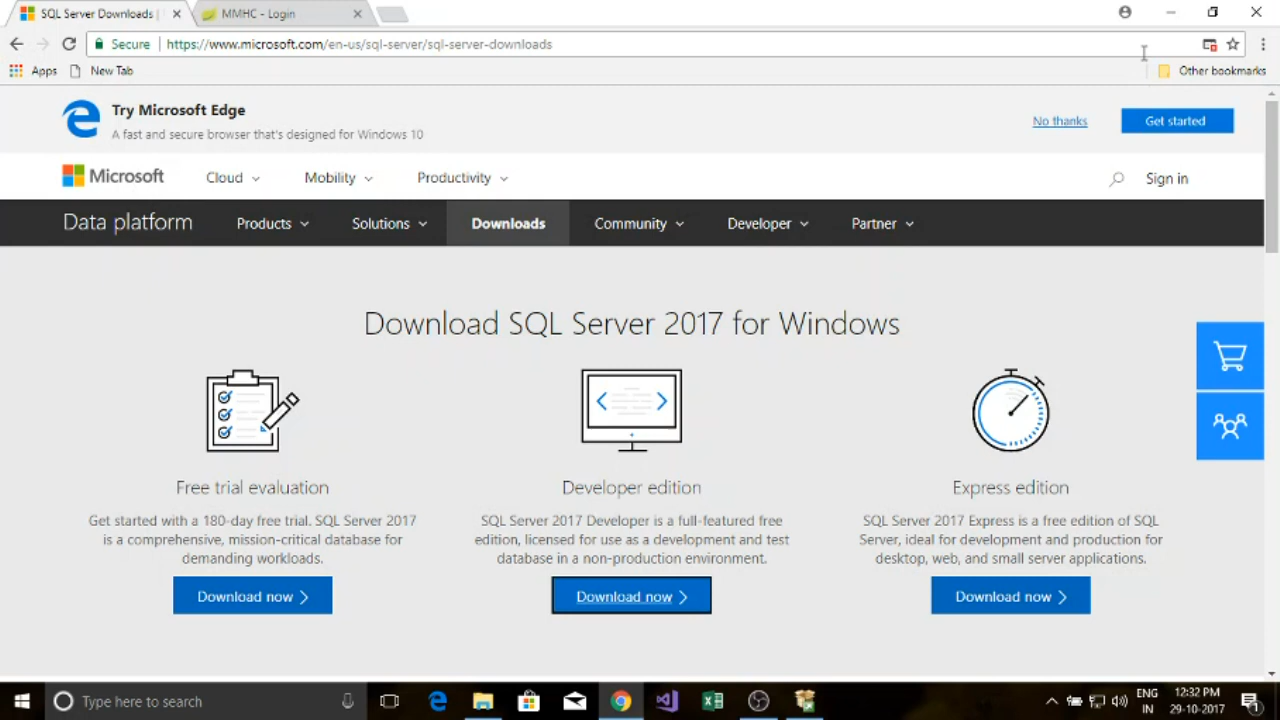 SQL Server Downloads |
MMHC - Login
Secure | https://www.microsoft.com/en-us/sql-server/sql-server-downloads
Apps New Tab Other bookmarks
Try Microsoft Edge
A fast and secure browser that's designed for Windows 10
No thanks
Get started
Microsoft Cloud Mobility Productivity Sign in
Data platform Products Solutions Downloads Community Developer Partner
Download SQL Server 2017 for Windows
Free trial evaluation
Get started with a 180-day free trial. SQL Server 2017
is a comprehensive, mission-critical database for
demanding workloads.
Download now
Developer edition
SQL Server 2017 Developer is a full-featured free
edition, licensed for use as a development and test
database in a non-production environment.
Download now
Express edition
SQL Server 2017 Express is a free edition of SQL
Server, ideal for development and production for
desktop, web, and small server applications.
Download now
Type here to search
ENG
IN
12:32 PM
29-10-2017
1